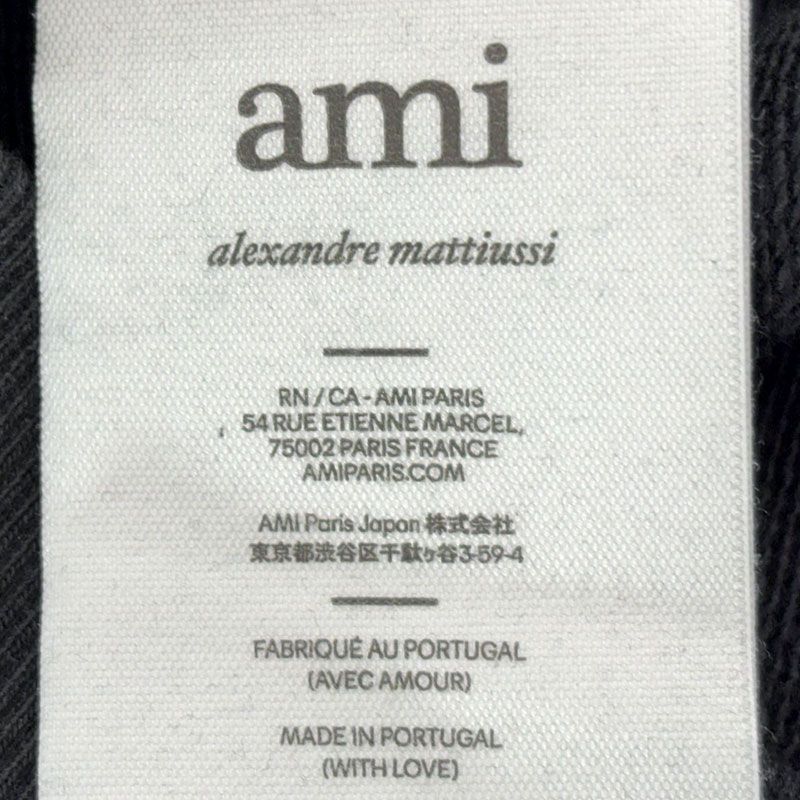 ami
alexandre mattiussi
RN / CA - AMI PARIS
54 RUE ETIENNE MARCEL,
75002 PARIS FRANCE
AMIPARIS.COM
AMI Paris Japon 株式会社
東京都渋谷区千駄ヶ谷3-59-4
FABRIQUÉ AU PORTUGAL
(AVEC AMOUR)
MADE IN PORTUGAL
(WITH LOVE)